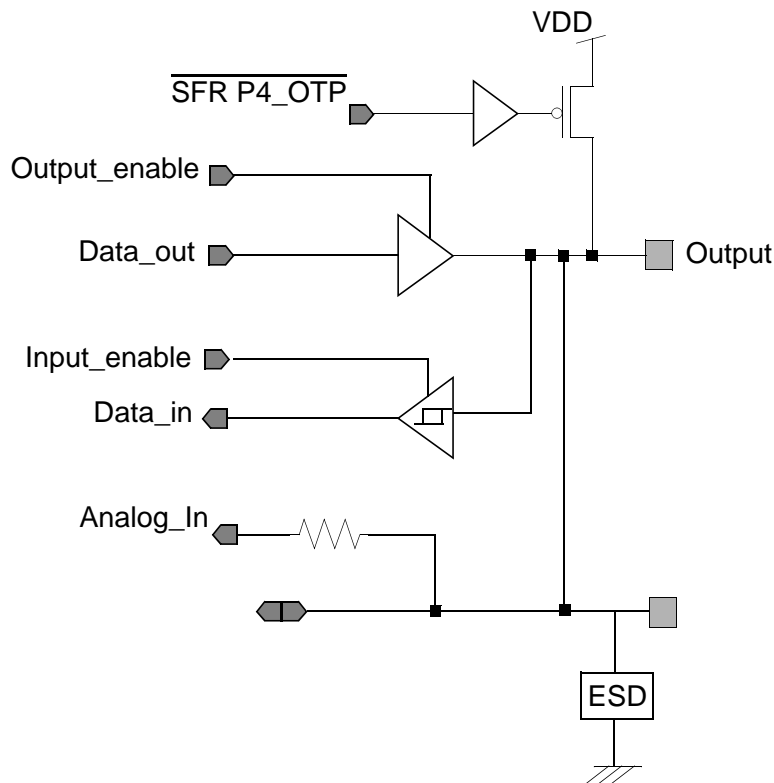 VDD
SFR P4_OTP
Output_enable
Data_out
Output
Input_enable
Data_in
Analog_In
ESD